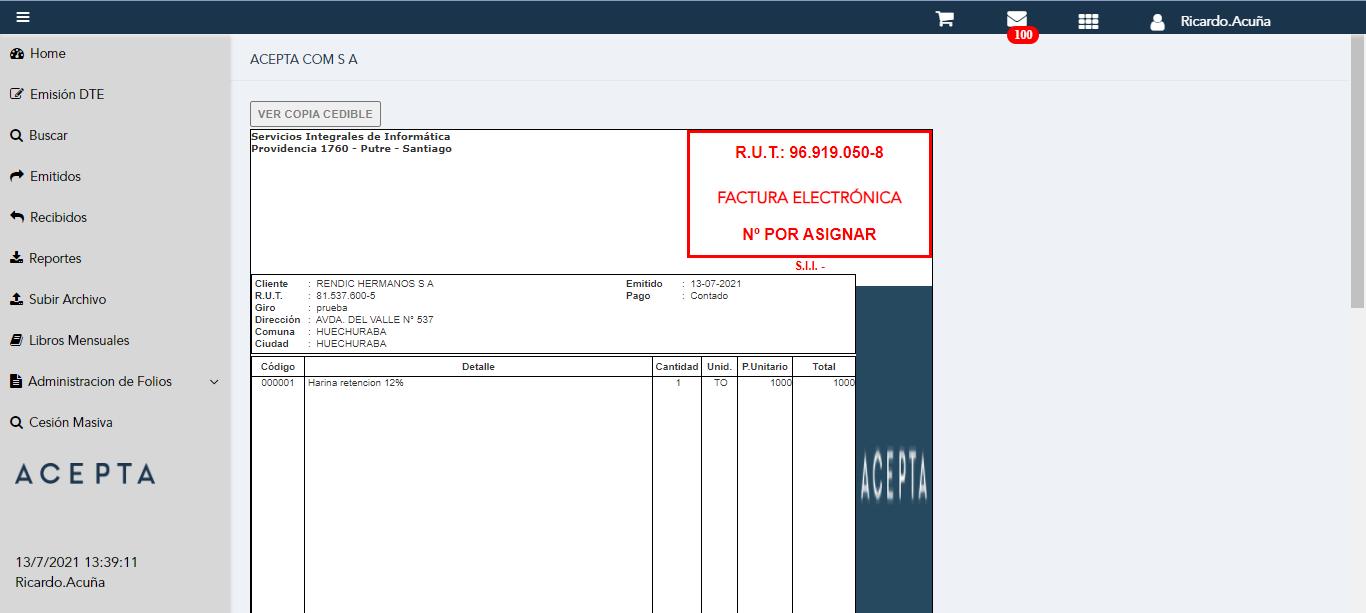 100
Ricardo.Acuña
Home
Emisión DTE
Buscar
Emitidos
Recibidos
Reportes
Subir Archivo
Libros Mensuales
Administracion de Folios
Cesión Masiva
ACEPTA
13/7/2021 13:39:11
Ricardo.Acuña
ACEPTA COM S A
VER COPIA CEDIBLE
Servicios Integrales de Informática
Providencia 1760 - Putre - Santiago
R.U.T.: 96.919.050-8
FACTURA ELECTRÓNICA
Nº POR ASIGNAR
S.I.I. -
Cliente : RENDIC HERMANOS S A Emitido : 13-07-2021
R.U.T. : 81.537.600-5 Pago : Contado
Giro : prueba
Dirección : AVDA. DEL VALLE N° 537
Comuna : HUECHURABA
Ciudad : HUECHURABA
Código Detalle Cantidad Unid. P.Unitario Total
000001 Harina retencion 12% 1 TO 1000 1000
ACEPTA